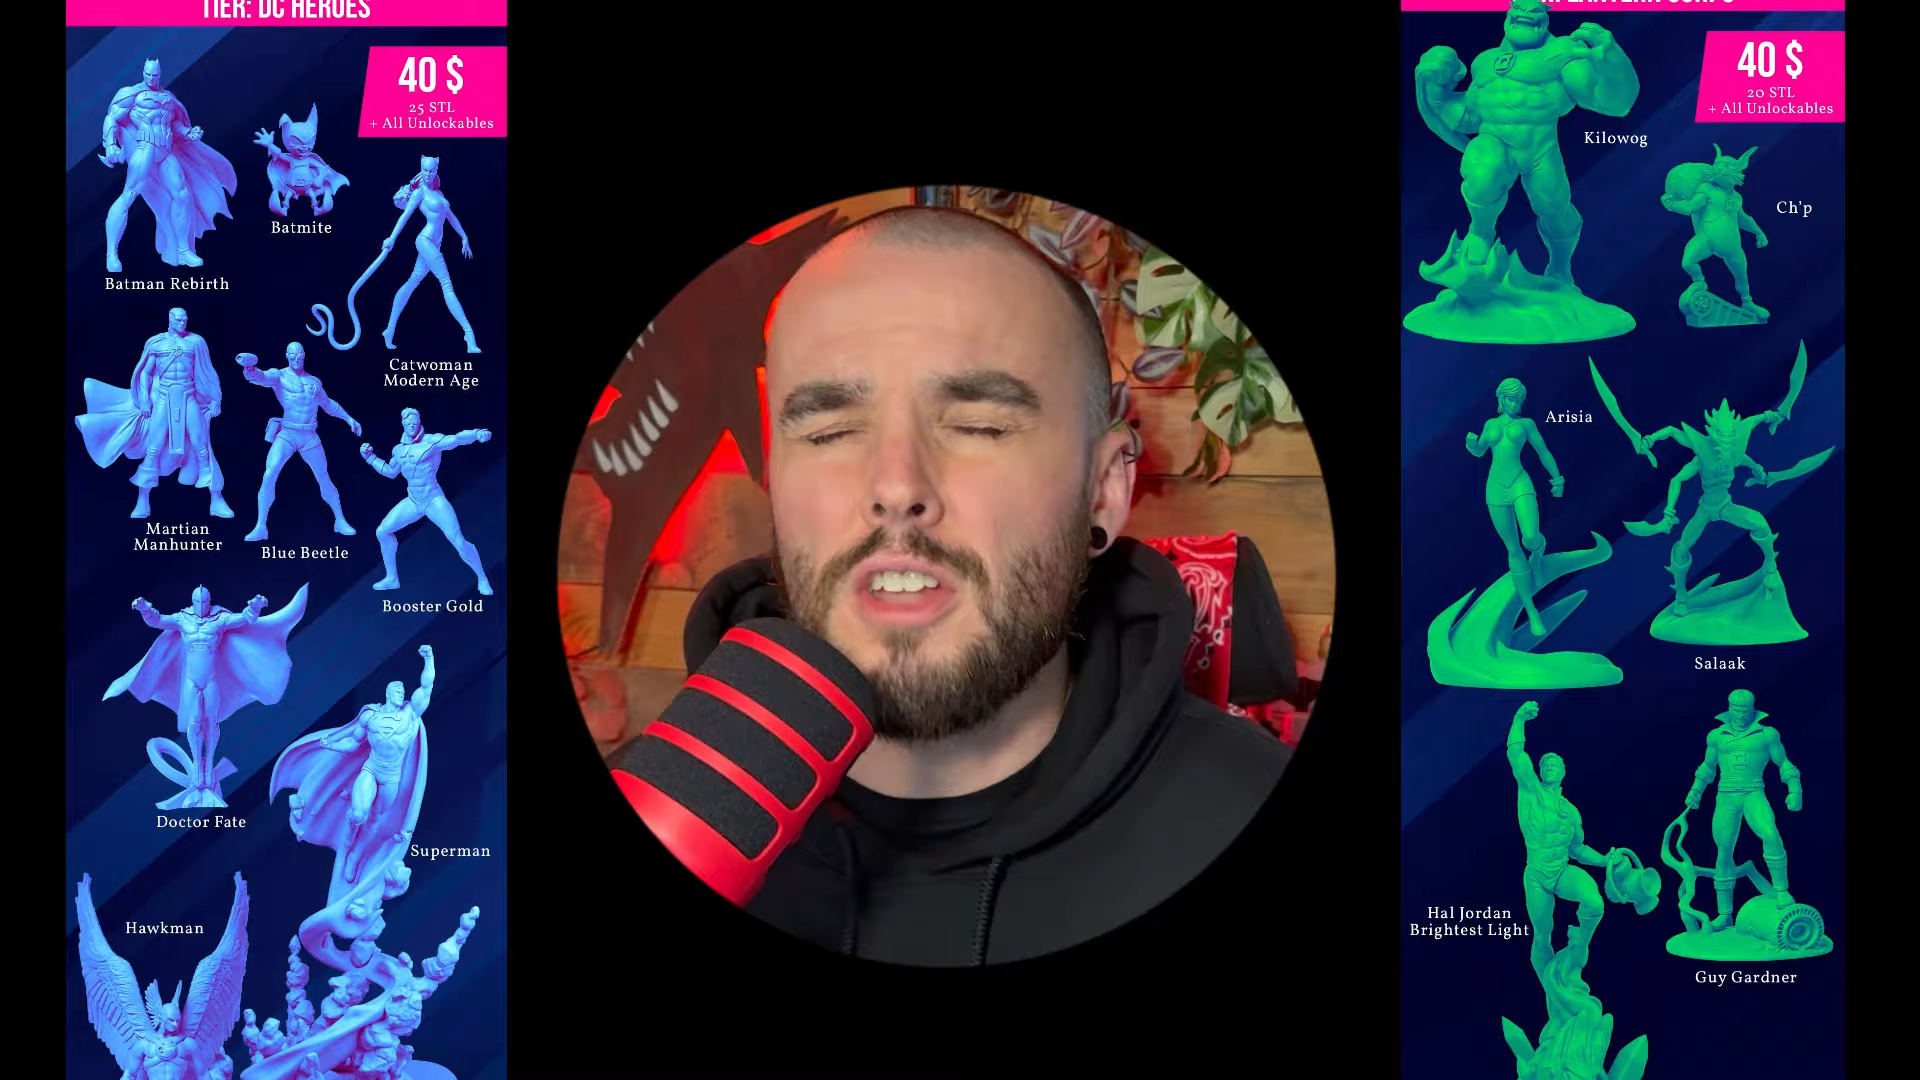 TIER: DC HEROES
40 $
25 STL
+ All Unlockables
Batmite
Batman Rebirth
Catwoman
Modern Age
Martian
Manhunter
Blue Beetle
Booster Gold
Doctor Fate
Superman
Hawkman
40 $
20 STL
+ All Unlockables
Kilowog
Ch'p
Arisia
Salaak
Hal Jordan
Brightest Light
Guy Gardner